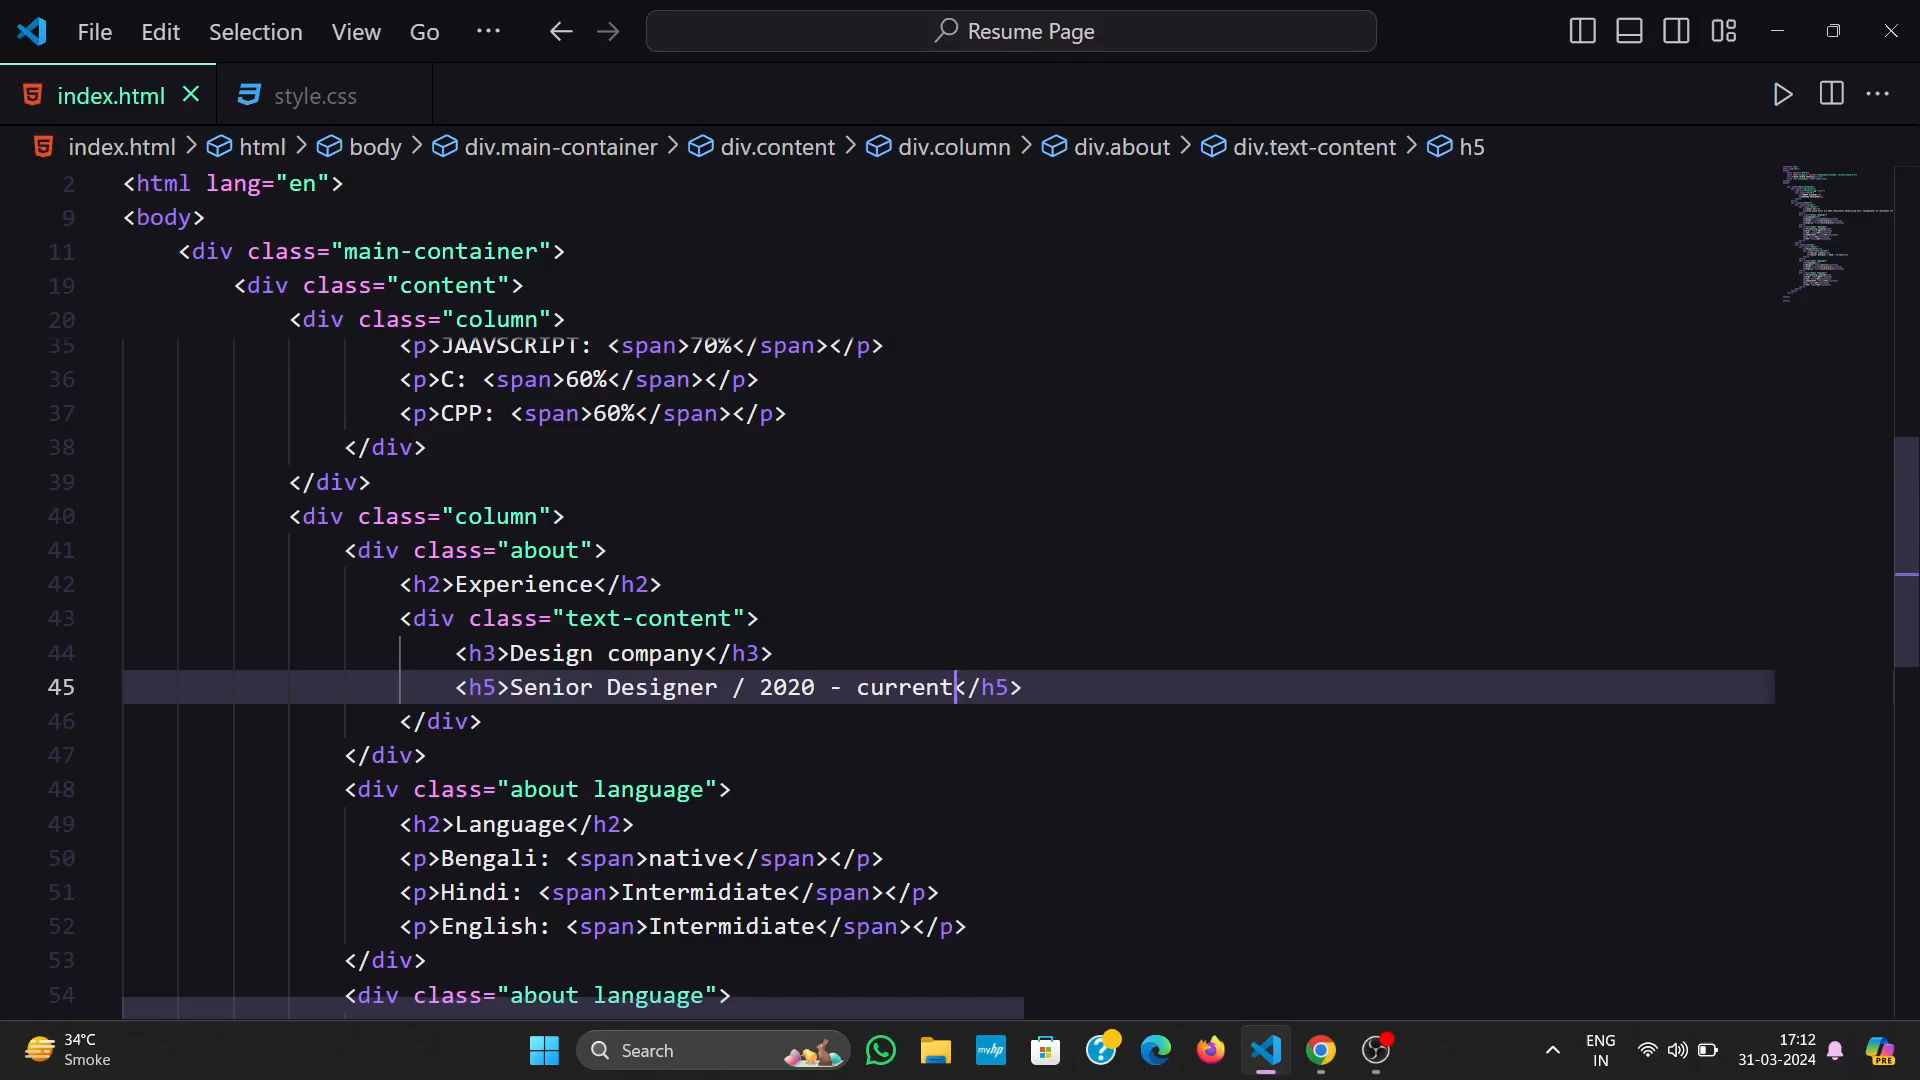 File Edit Selection View Go ··· Resume Page
index.html style.css
index.html > html > body > div.main-container > div.content > div.column > div.about > div.text-content > h5
2 <html lang="en">
9 <body>
11 <div class="main-container">
19 <div class="content">
20 <div class="column">
35 <p>JAAVSCRIPT: <span>70%</span></p>
36 <p>C: <span>60%</span></p>
37 <p>CPP: <span>60%</span></p>
38 </div>
39 </div>
40 <div class="column">
41 <div class="about">
42 <h2>Experience</h2>
43 <div class="text-content">
44 <h3>Design company</h3>
45 <h5>Senior Designer / 2020 - current</h5>
46 </div>
47 </div>
48 <div class="about language">
49 <h2>Language</h2>
50 <p>Bengali: <span>native</span></p>
51 <p>Hindi: <span>Intermidiate</span></p>
52 <p>English: <span>Intermidiate</span></p>
53 </div>
54 <div class="about language">
34°C
Smoke
Search
myhp
ENG
IN
17:12
31-03-2024
PRE